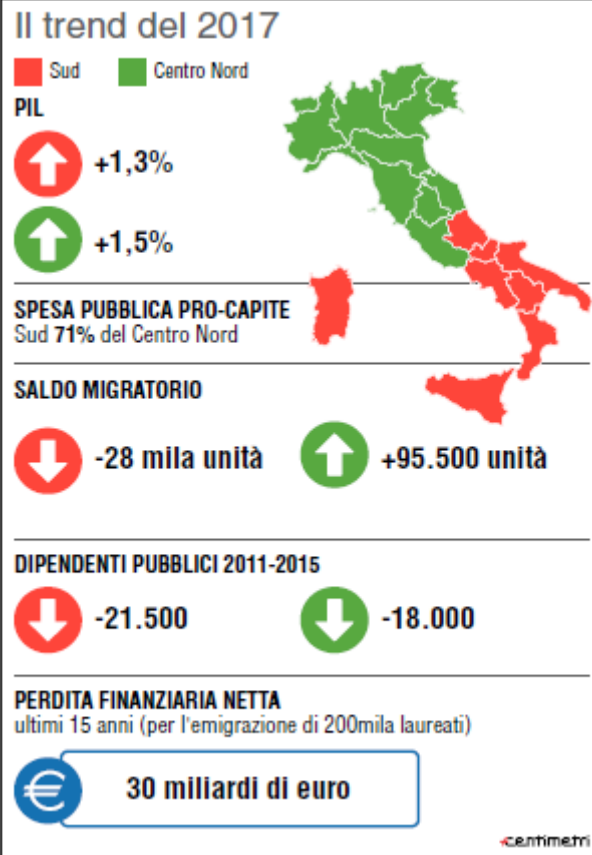 Il trend del 2017
Sud Centro Nord
PIL
+1,3%
+1,5%
SPESA PUBBLICA PRO-CAPITE
Sud 71% del Centro Nord
SALDO MIGRATORIO
-28 mila unità +95.500 unità
DIPENDENTI PUBBLICI 2011-2015
-21.500 -18.000
PERDITA FINANZIARIA NETTA
ultimi 15 anni (per l'emigrazione di 200mila laureati)
€ 30 miliardi di euro
centimetri